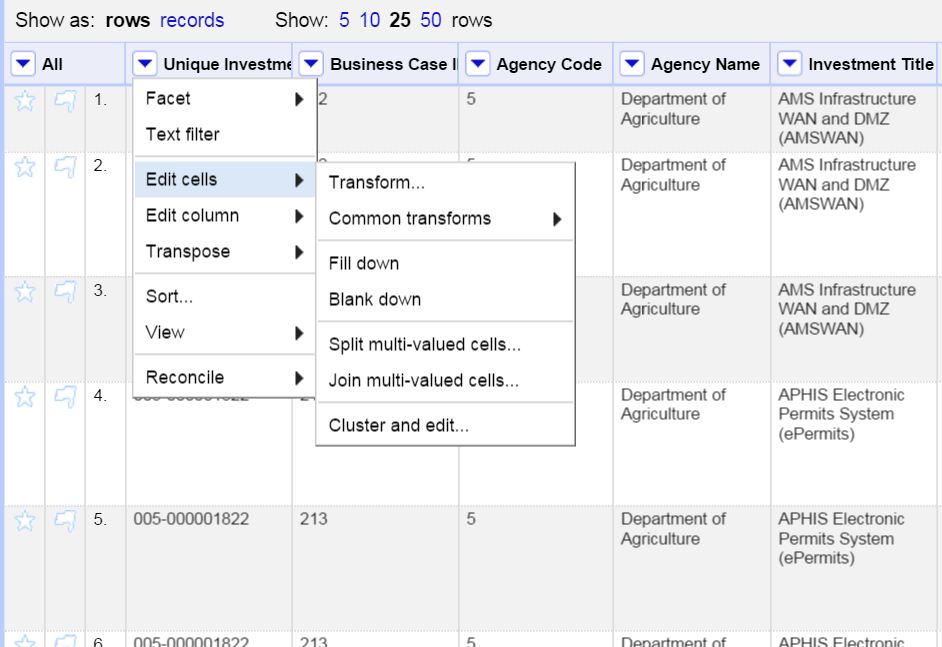 Show as: rows records Show: 5 10 25 50 rows
All Unique Investme Business Case I Agency Code Agency Name Investment Title
Facet
Text filter
Edit cells
Edit column
Transpose
Sort...
View
Reconcile
Transform...
Common transforms
Fill down
Blank down
Split multi-valued cells...
Join multi-valued cells...
Cluster and edit...
1. 2 5 Department of AMS Infrastructure
Agriculture WAN and DMZ
(AMSWAN)
2. Department of AMS Infrastructure
Agriculture WAN and DMZ
(AMSWAN)
3. Department of AMS Infrastructure
Agriculture WAN and DMZ
(AMSWAN)
4. Department of APHIS Electronic
Agriculture Permits System
(ePermits)
5. 005-000001822 213 5 Department of APHIS Electronic
Agriculture Permits System
(ePermits)
6. 005-000001822 213 5 Department of APHIS Electronic